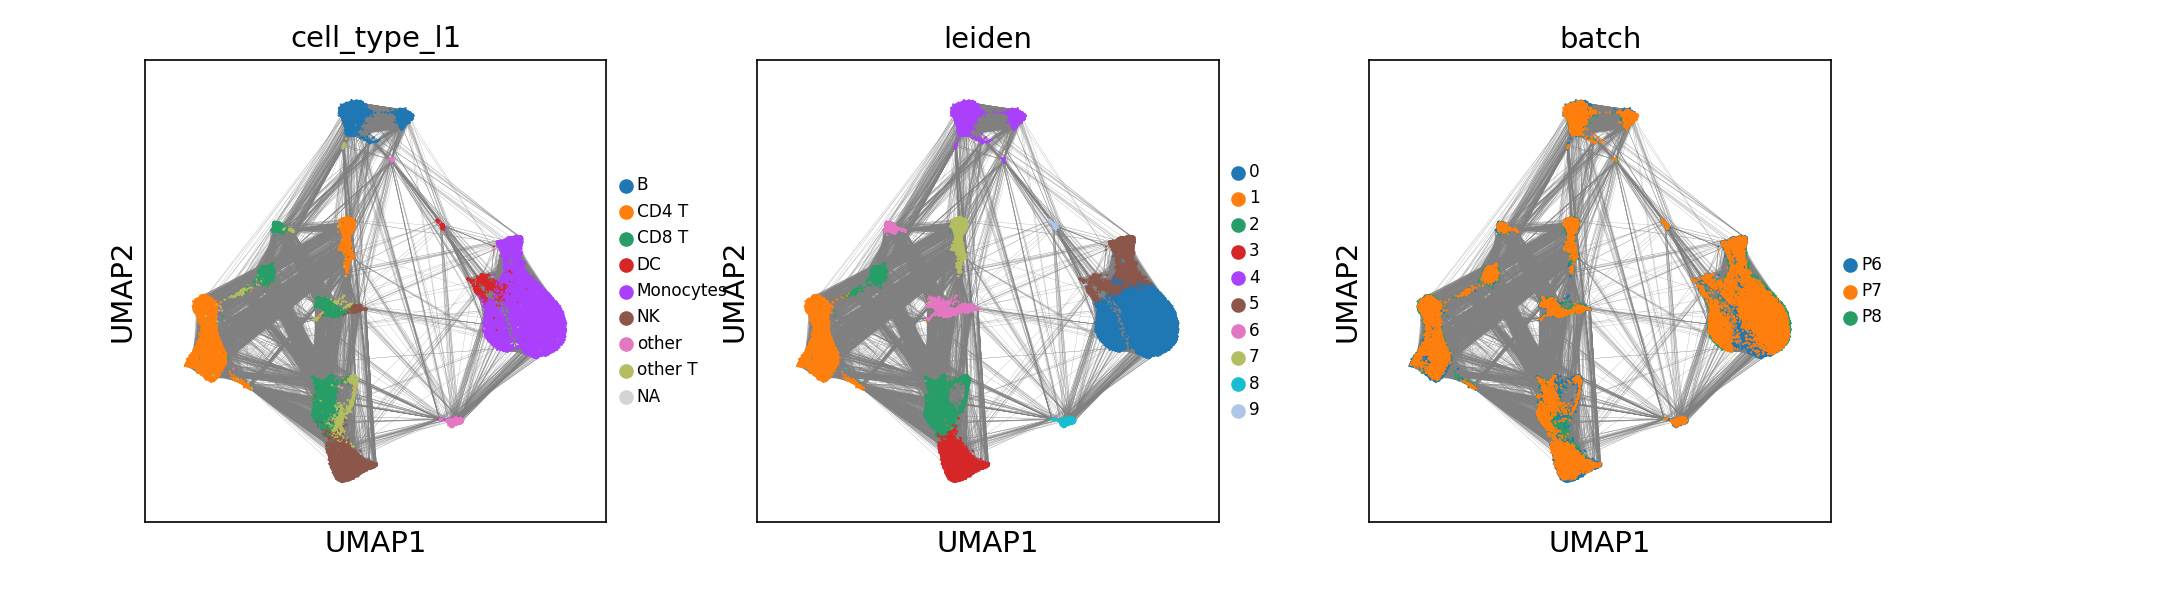 cell_type_l1
UMAP2
UMAP1
B
CD4 T
CD8 T
DC
Monocytes
NK
other
other T
NA
leiden
UMAP2
UMAP1
0
1
2
3
4
5
6
7
8
9
batch
UMAP2
UMAP1
P6
P7
P8